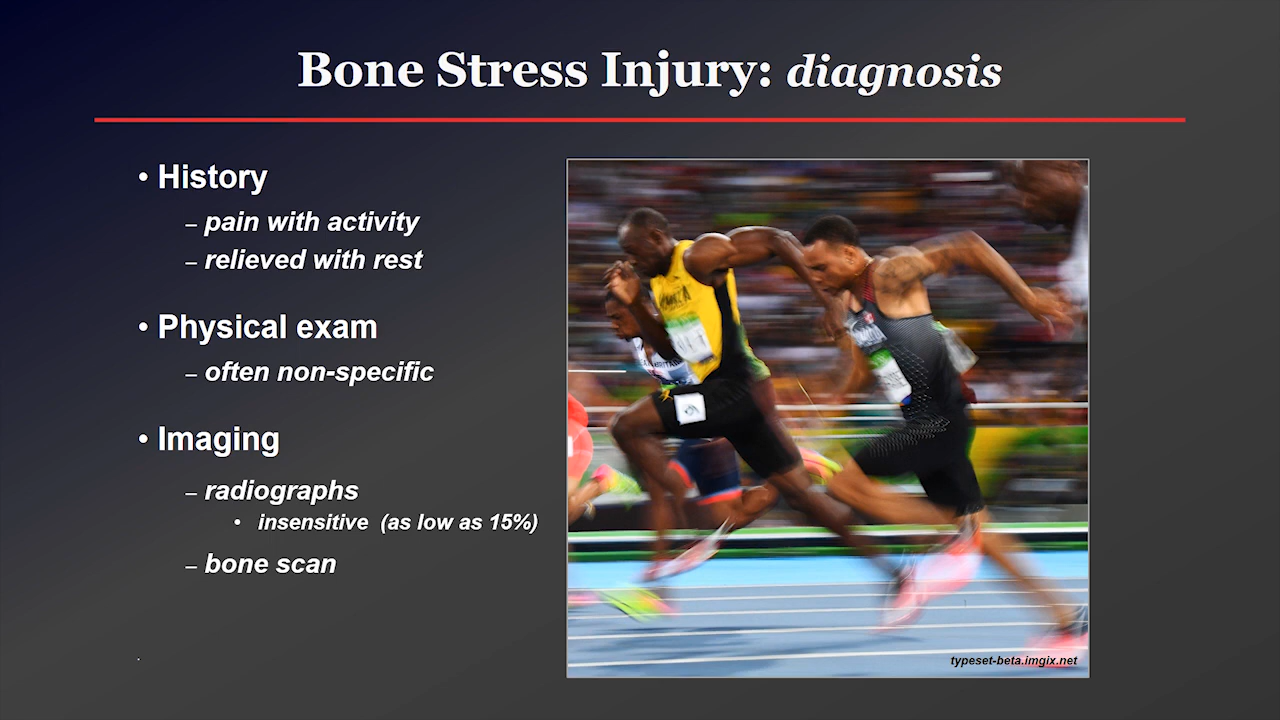 Bone Stress Injury: diagnosis
• History
– pain with activity
– relieved with rest
• Physical exam
– often non-specific
• Imaging
– radiographs
• insensitive (as low as 15%)
– bone scan
typeset-beta.imgix.net